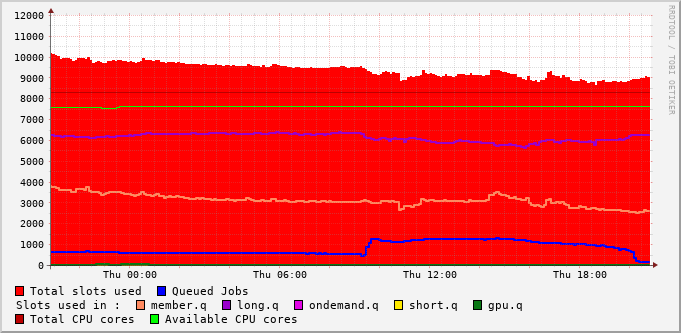 12000
11000
10000
9000
8000
7000
6000
5000
4000
3000
2000
1000
0
RRDTOOL / TOBI OETIKER
Thu 00:00 Thu 06:00 Thu 12:00 Thu 18:00
Total slots used Queued Jobs
Slots used in : member.q long.q ondemand.q short.q gpu.q
Total CPU cores Available CPU cores